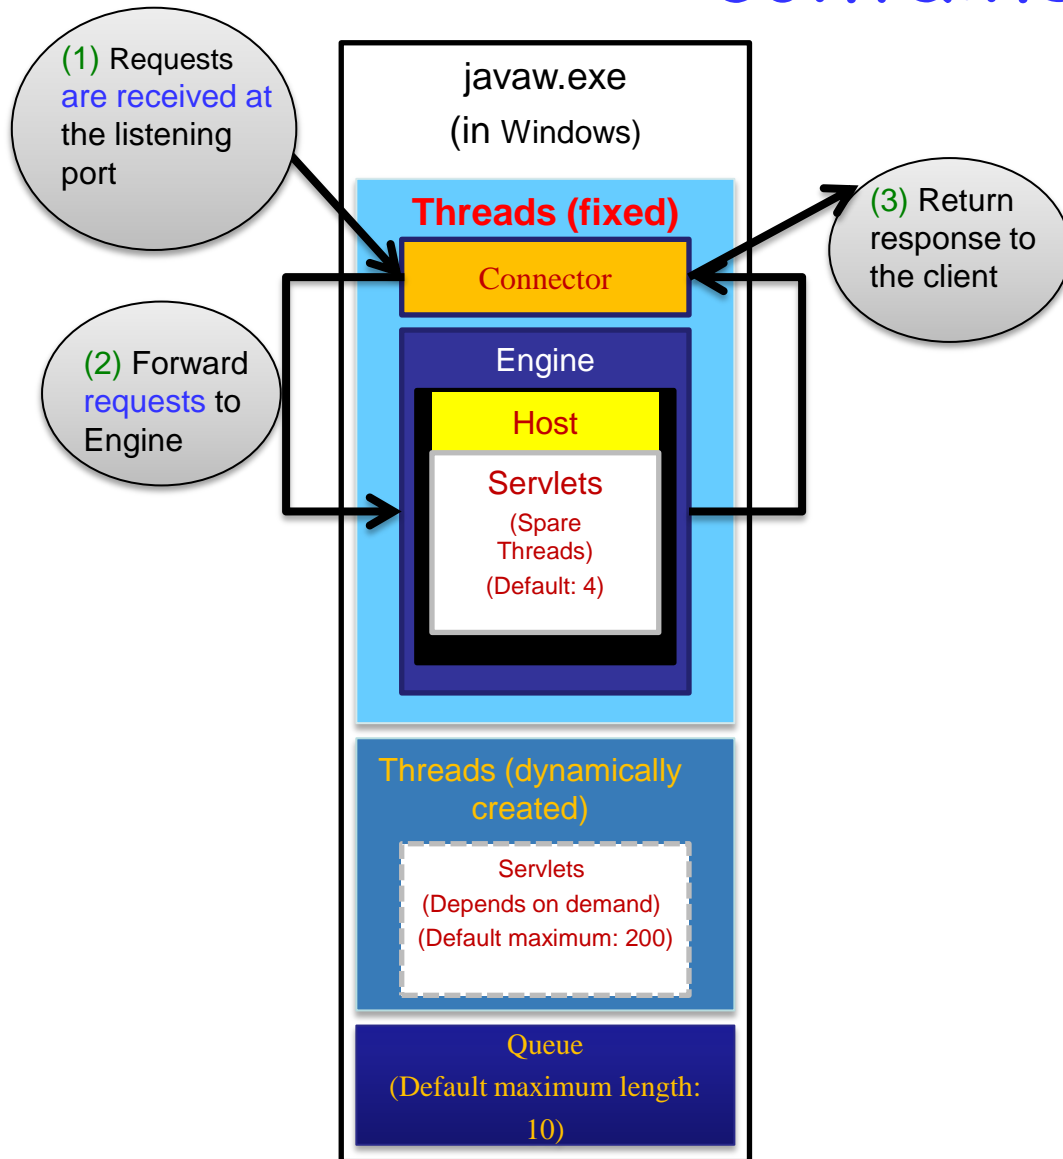 (1) Requests
are received at
the listening
port
javaw.exe
(in Windows)
Threads (fixed)
Connector
(3) Return
response to
the client
(2) Forward
requests to
Engine
Engine
Host
Servlets
(Spare
Threads)
(Default: 4)
Threads (dynamically
created)
Servlets
(Depends on demand)
(Default maximum: 200)
Queue
(Default maximum length:
10)